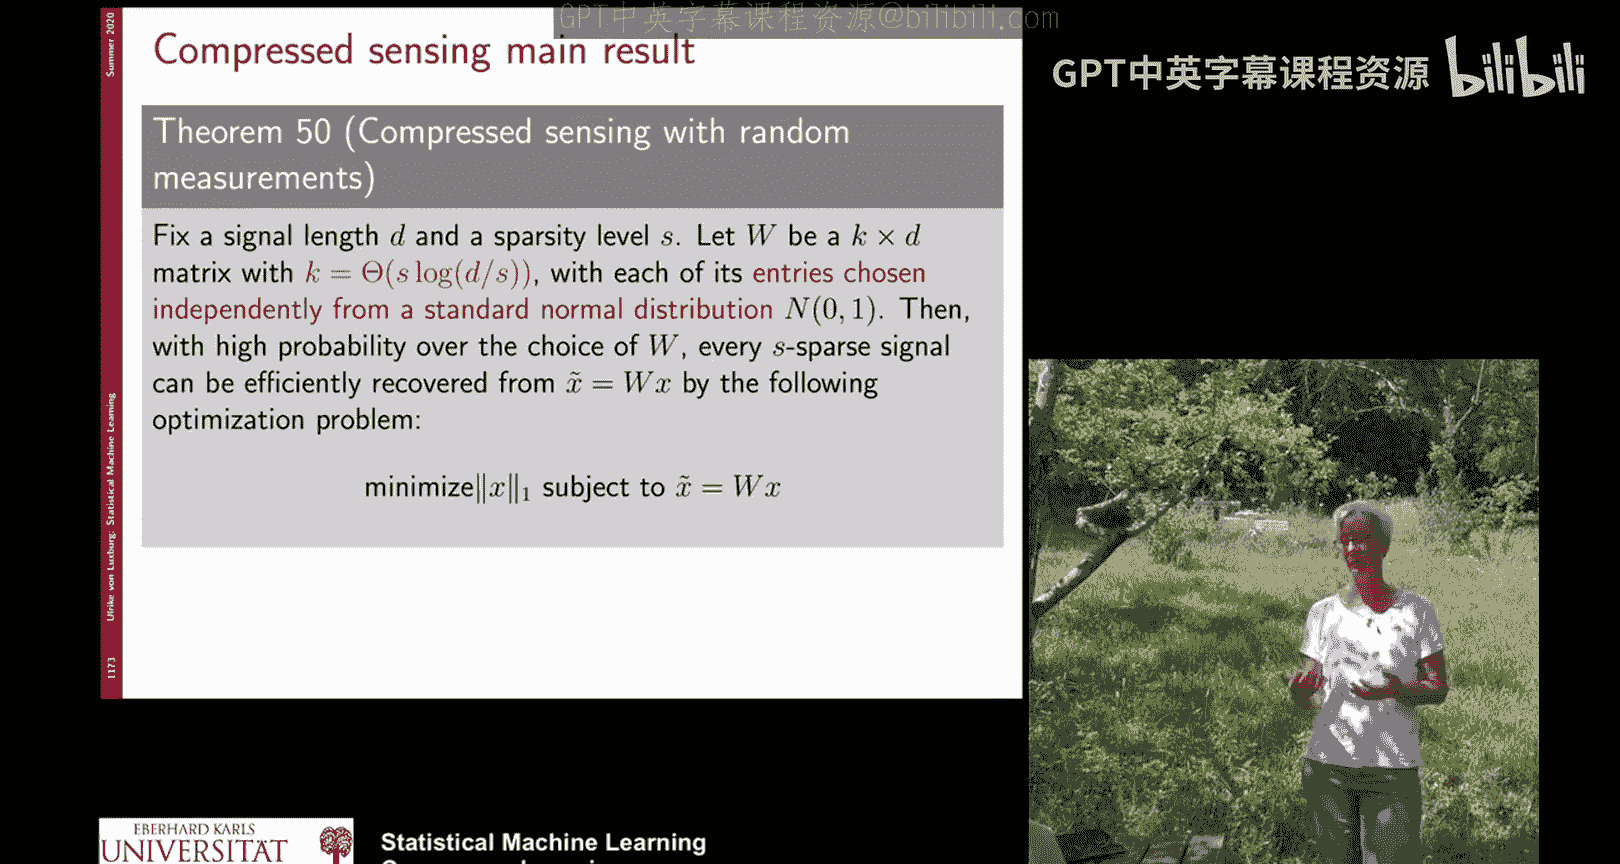 GPT中英字幕课程资源@bilibili.com
Compressed sensing main result
GPT中英字幕课程资源 bilibili
Summer 2020
Theorem 50 (Compressed sensing with random
measurements)
Fix a signal length d and a sparsity level s. Let W be a k × d
matrix with k = Θ(s log(d/s)), with each of its entries chosen
independently from a standard normal distribution N(0, 1). Then,
with high probability over the choice of W, every s-sparse signal
can be efficiently recovered from x̃ = Wx by the following
optimization problem:
minimize‖x‖₁ subject to x̃ = Wx
Ulrike von Luxburg: Statistical Machine Learning
1173
EBERHARD KARLS
UNIVERSITÄT
Statistical Machine Learning